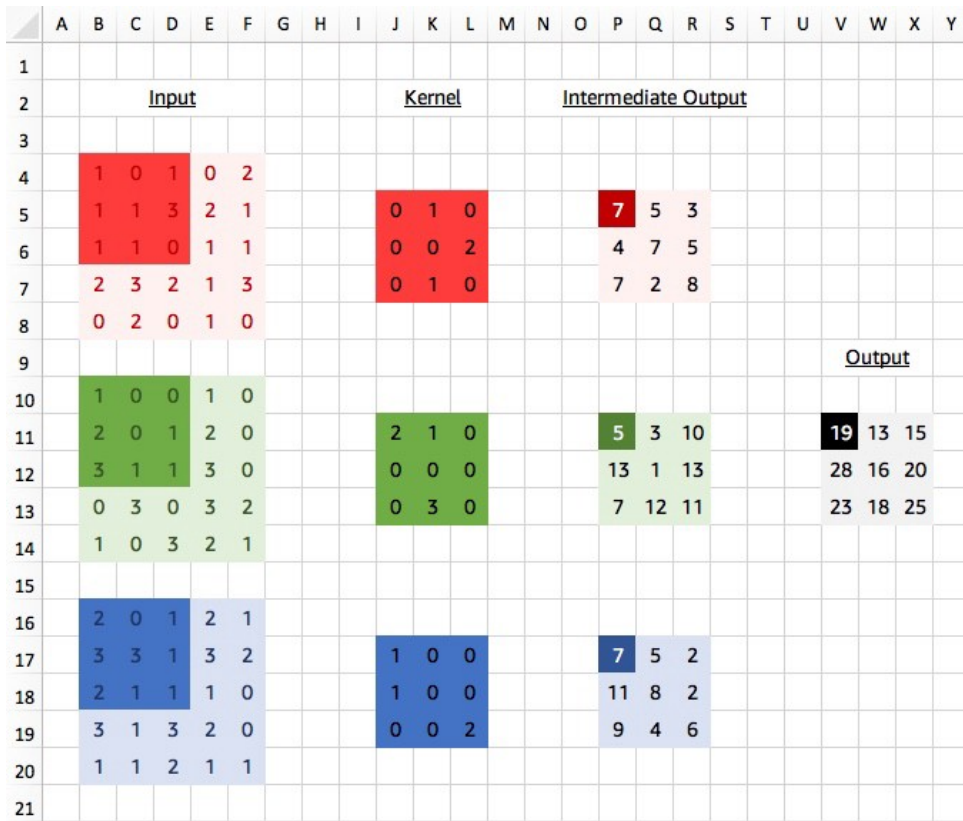 A B C D E F G H I J K L M N O P Q R S T U V W X Y
1
2 Input Kernel Intermediate Output
3
4 1 0 1 0 2
5 1 1 3 2 1 0 1 0 7 5 3
6 1 1 0 1 1 0 0 2 4 7 5
7 2 3 2 1 3 0 1 0 7 2 8
8 0 2 0 1 0
9 Output
10 1 0 0 1 0
11 2 0 1 2 0 2 1 0 5 3 10 19 13 15
12 3 1 1 3 0 0 0 0 13 1 13 28 16 20
13 0 3 0 3 2 0 3 0 7 12 11 23 18 25
14 1 0 3 2 1
15
16 2 0 1 2 1
17 3 3 1 3 2 1 0 0 7 5 2
18 2 1 1 1 0 1 0 0 11 8 2
19 3 1 3 2 0 0 0 2 9 4 6
20 1 1 2 1 1
21